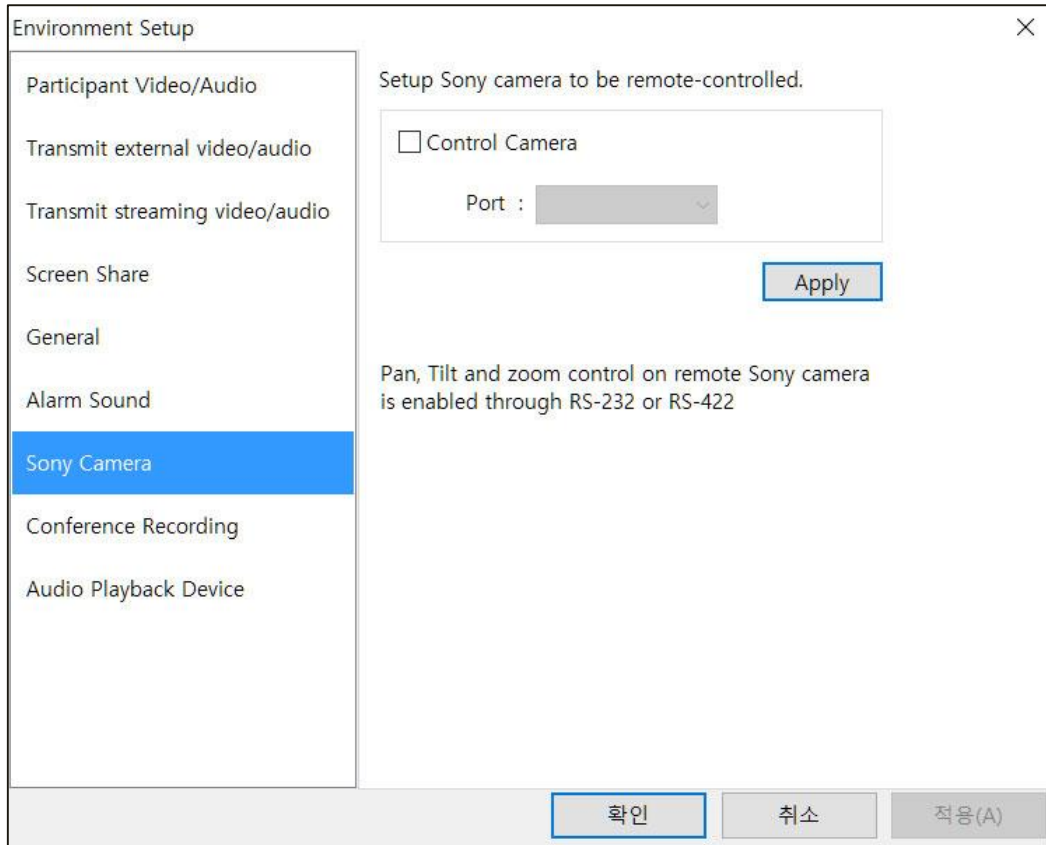 Environment Setup
Participant Video/Audio
Transmit external video/audio
Transmit streaming video/audio
Screen Share
General
Alarm Sound
Sony Camera
Conference Recording
Audio Playback Device
Setup Sony camera to be remote-controlled.
Control Camera
Port :
Apply
Pan, Tilt and zoom control on remote Sony camera
is enabled through RS-232 or RS-422
확인
취소
적용(A)